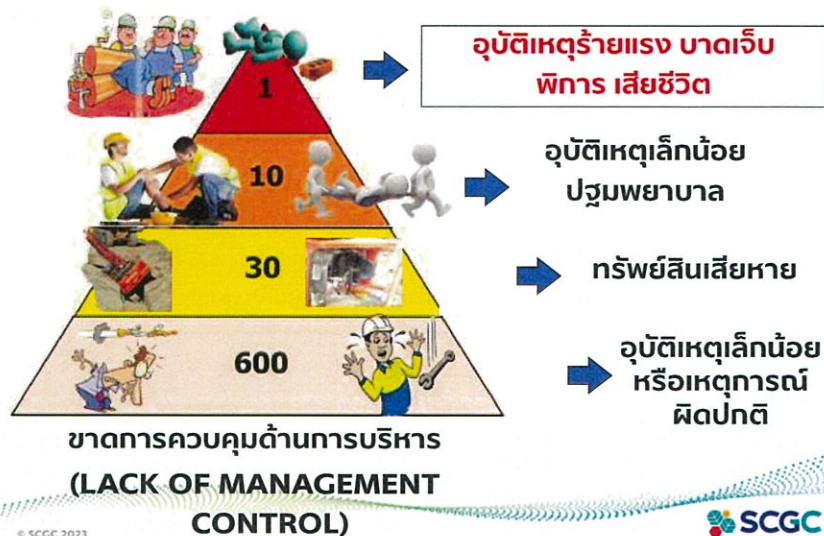 1
อุบัติเหตุร้ายแรง บาดเจ็บ
พิการ เสียชีวิต
10
อุบัติเหตุเล็กน้อย
ปฐมพยาบาล
30
ทรัพย์สินเสียหาย
600
อุบัติเหตุเล็กน้อย
หรือเหตุการณ์
ผิดปกติ
ขาดการควบคุมด้านการบริหาร
(LACK OF MANAGEMENT
CONTROL)
© SCGC 2023
SCGC